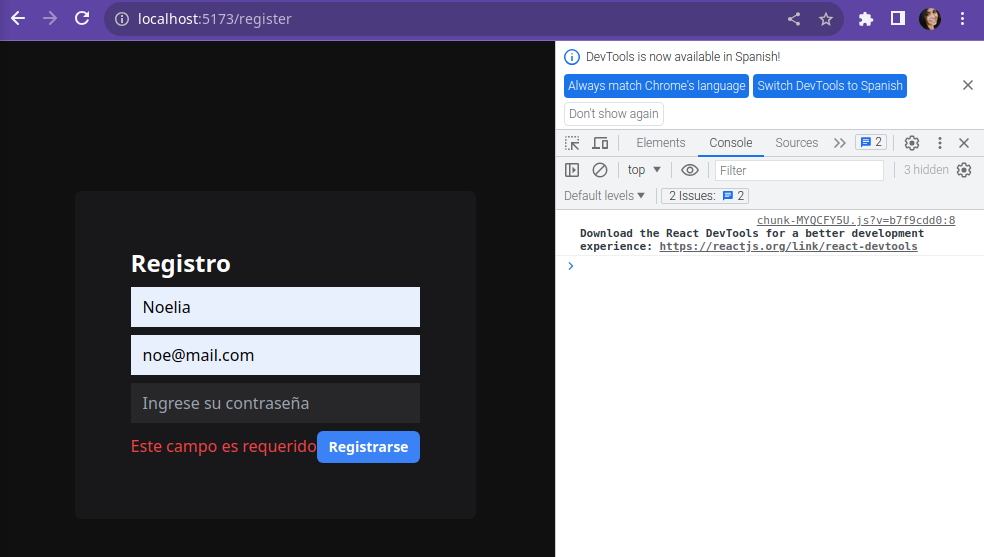 localhost:5173/register
DevTools is now available in Spanish!
Always match Chrome's language
Switch DevTools to Spanish
Don't show again
Elements
Console
Sources
2
top
Filter
3 hidden
Default levels
2 Issues:
2
chunk-MYQCFY5U.js?v=b7f9cdd0:8
Download the React DevTools for a better development
experience: https://reactjs.org/link/react-devtools
Registro
Noelia
noe@mail.com
Ingrese su contraseña
Este campo es requerido
Registrarse